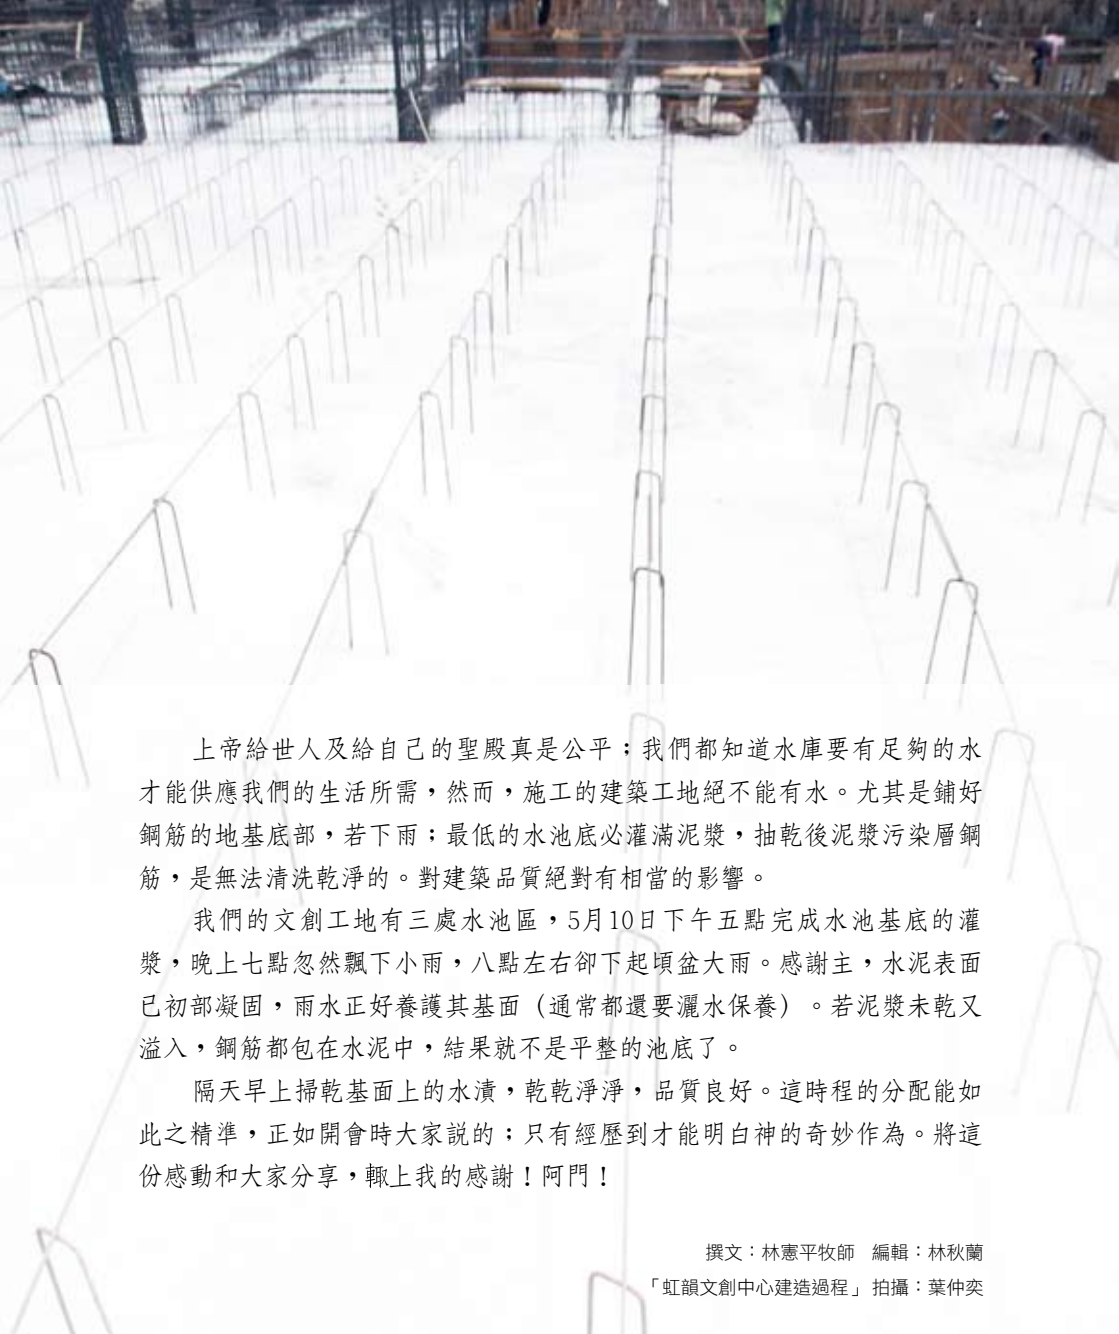 上帝給世人及給自己的聖殿真是公平；我們都知道水庫要有足夠的水
才能供應我們的生活所需，然而，施工的建築工地絕不能有水。尤其是鋪好
鋼筋的地基底部，若下雨；最低的水池底必灌滿泥漿，抽乾後泥漿污染層鋼
筋，是無法清洗乾淨的。對建築品質絕對有相當的影響。
我們的文創工地有三處水池區，5月10日下午五點完成水池基底的灌
漿，晚上七點忽然飄下小雨，八點左右卻下起頃盆大雨。感謝主，水泥表面
已初部凝固，雨水正好養護其基面（通常都還要灑水保養）。若泥漿未乾又
溢入，鋼筋都包在水泥中，結果就不是平整的池底了。
隔天早上掃乾基面上的水漬，乾乾淨淨，品質良好。這時程的分配能如
此之精準，正如開會時大家說的；只有經歷到才能明白神的奇妙作為。將這
份感動和大家分享，輙上我的感謝！阿門！
撰文：林憲平牧師　編輯：林秋蘭
「虹韻文創中心建造過程」拍攝：葉仲奕